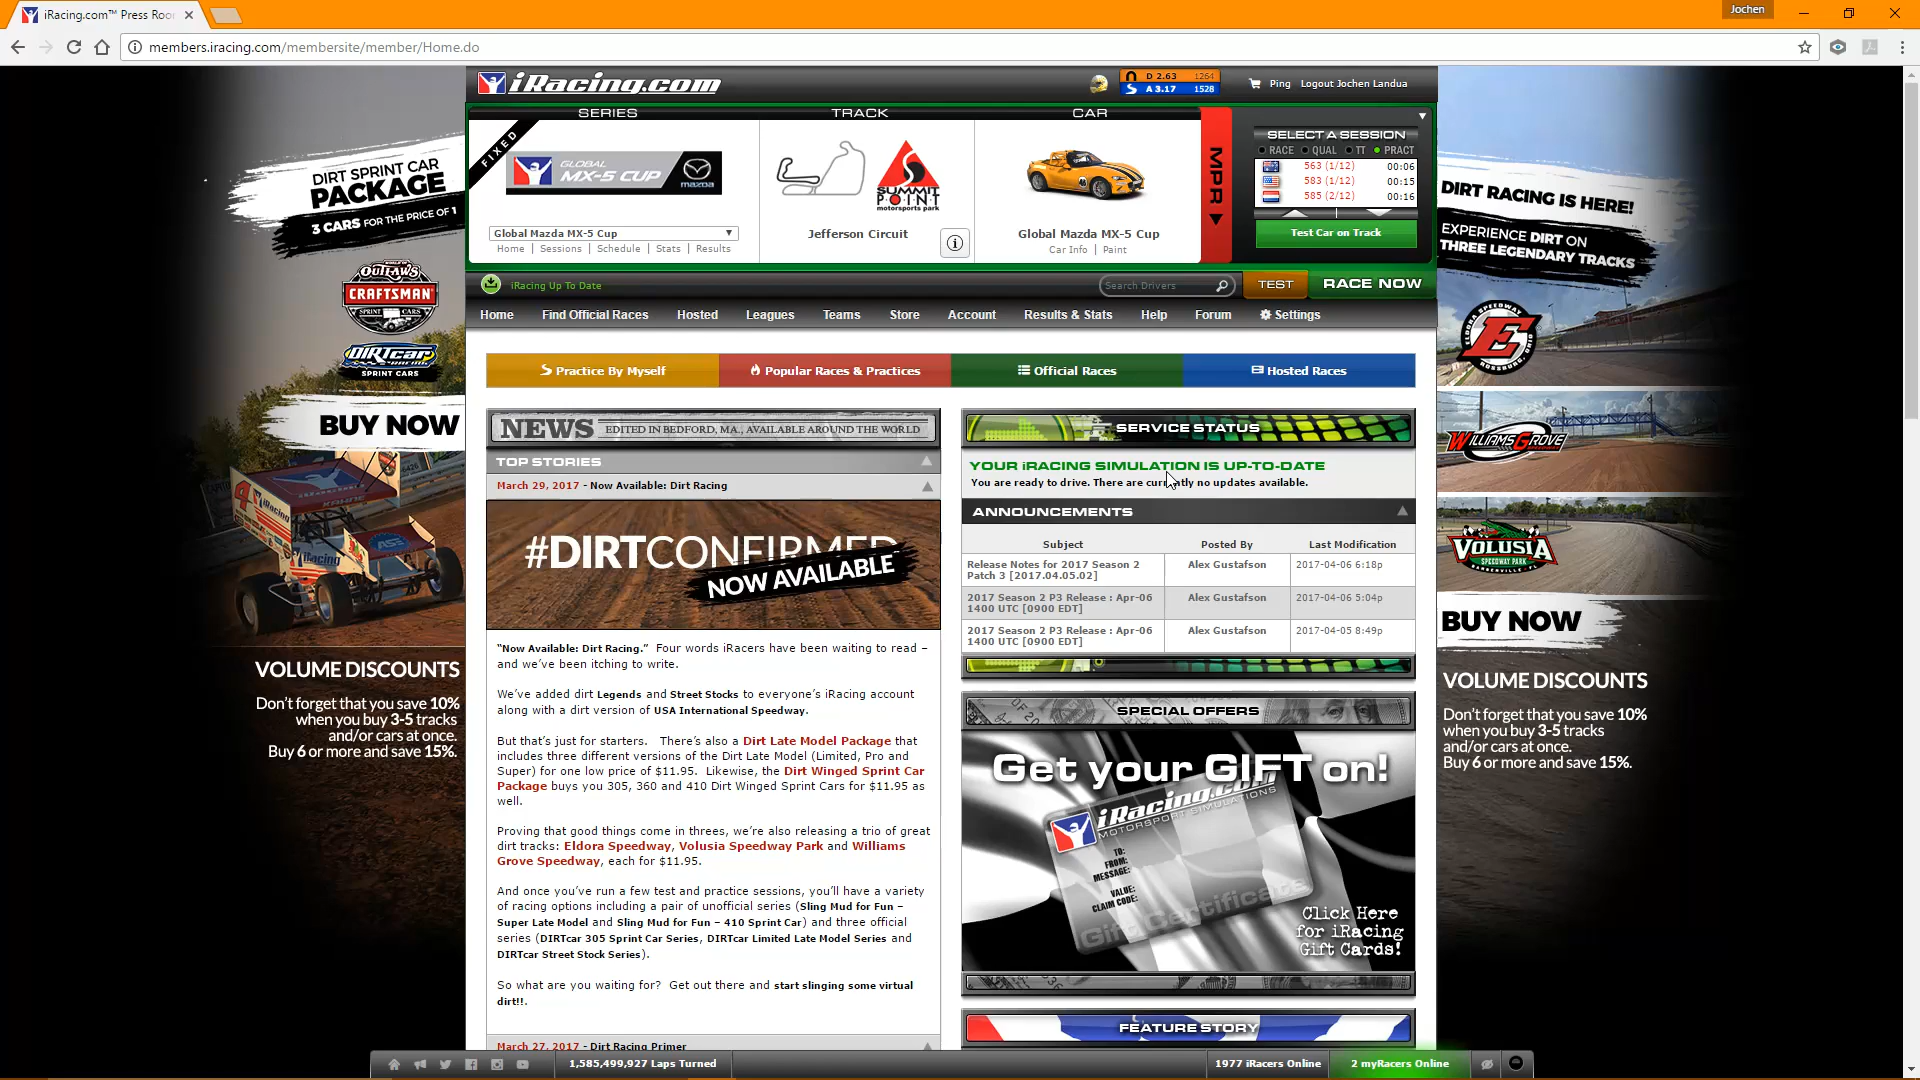 iRacing.com™ Press Roo
Jochen
members.iracing.com/membersite/member/Home.do
iRacing.com
D 2.63 1264
A 3.17 1528
Ping Logout Jochen Landua
SERIES TRACK CAR
FIXED
GLOBAL
MX-5 CUP
mazda
SUMMIT
POINT
motorsports park
Global Mazda MX-5 Cup
Home | Sessions | Schedule | Stats | Results
Jefferson Circuit
Global Mazda MX-5 Cup
Car Info | Paint
MPR
SELECT A SESSION
RACE QUAL TT PRACT
563 (1/12) 00:06
583 (1/12) 00:15
585 (2/12) 00:16
Test Car on Track
iRacing Up To Date
Search Drivers
TEST
RACE NOW
Home Find Official Races Hosted Leagues Teams Store Account Results & Stats Help Forum Settings
Practice By Myself
Popular Races & Practices
Official Races
Hosted Races
DIRT SPRINT CAR
PACKAGE
3 CARS FOR THE PRICE OF 1
OUTLAWS
CRAFTSMAN
SPRINT CARS
DIRTcar
RACING
SPRINT CARS
BUY NOW
VOLUME DISCOUNTS
Don't forget that you save 10%
when you buy 3-5 tracks
and/or cars at once.
Buy 6 or more and save 15%.
NEWS EDITED IN BEDFORD, MA., AVAILABLE AROUND THE WORLD
TOP STORIES
March 29, 2017 - Now Available: Dirt Racing
#DIRTCONFIRMED
NOW AVAILABLE
"Now Available: Dirt Racing." Four words iRacers have been waiting to read –
and we've been itching to write.
We've added dirt Legends and Street Stocks to everyone's iRacing account
along with a dirt version of USA International Speedway.
But that's just for starters. There's also a Dirt Late Model Package that
includes three different versions of the Dirt Late Model (Limited, Pro and
Super) for one low price of $11.95. Likewise, the Dirt Winged Sprint Car
Package buys you 305, 360 and 410 Dirt Winged Sprint Cars for $11.95 as
well.
Proving that good things come in threes, we're also releasing a trio of great
dirt tracks: Eldora Speedway, Volusia Speedway Park and Williams
Grove Speedway, each for $11.95.
And once you've run a few test and practice sessions, you'll have a variety
of racing options including a pair of unofficial series (Sling Mud for Fun –
Super Late Model and Sling Mud for Fun – 410 Sprint Car) and three official
series (DIRTcar 305 Sprint Car Series, DIRTcar Limited Late Model Series and
DIRTcar Street Stock Series).
So what are you waiting for? Get out there and start slinging some virtual
dirt!!.
March 27, 2017 - Dirt Racing Primer
SERVICE STATUS
YOUR iRACING SIMULATION IS UP-TO-DATE
You are ready to drive. There are currently no updates available.
ANNOUNCEMENTS
Subject Posted By Last Modification
Release Notes for 2017 Season 2
Patch 3 [2017.04.05.02] Alex Gustafson 2017-04-06 6:18p
2017 Season 2 P3 Release : Apr-06
1400 UTC [0900 EDT] Alex Gustafson 2017-04-06 5:04p
2017 Season 2 P3 Release : Apr-06
1400 UTC [0900 EDT] Alex Gustafson 2017-04-05 8:49p
SPECIAL OFFERS
Get your GIFT on!
iRacing.com
MOTORSPORT SIMULATIONS
TO:
FROM:
MESSAGE:
VALUE:
CLAIM CODE:
Gift Certificate
Click Here
for iRacing
Gift Cards!
FEATURE STORY
DIRT RACING IS HERE!
EXPERIENCE DIRT ON
THREE LEGENDARY TRACKS
ELDORA SPEEDWAY
E
ROSSBURG, OHIO
WILLIAMS GROVE
VOLUSIA
SPEEDWAY PARK
BARBERVILLE, FL
BUY NOW
VOLUME DISCOUNTS
Don't forget that you save 10%
when you buy 3-5 tracks
and/or cars at once.
Buy 6 or more and save 15%.
1,585,499,927 Laps Turned
1977 iRacers Online
2 myRacers Online